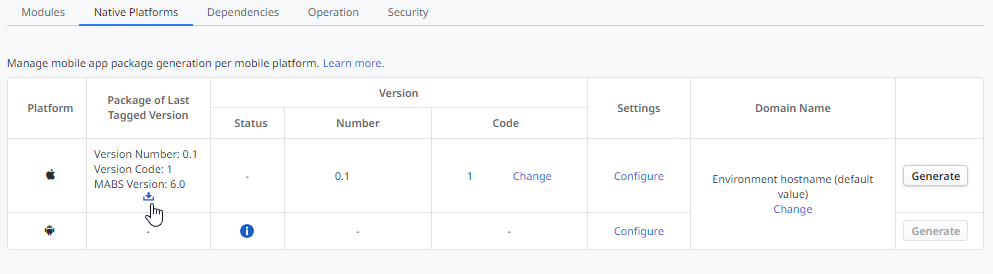 Modules Native Platforms Dependencies Operation Security
Manage mobile app package generation per mobile platform. Learn more.
Platform
Package of Last
Tagged Version
Version
Status Number Code
Settings
Domain Name
Version Number: 0.1
Version Code: 1
MABS Version: 6.0
- 0.1 1 Change
Configure
Environment hostname (default
value)
Change
Generate
- - -
Configure
Generate